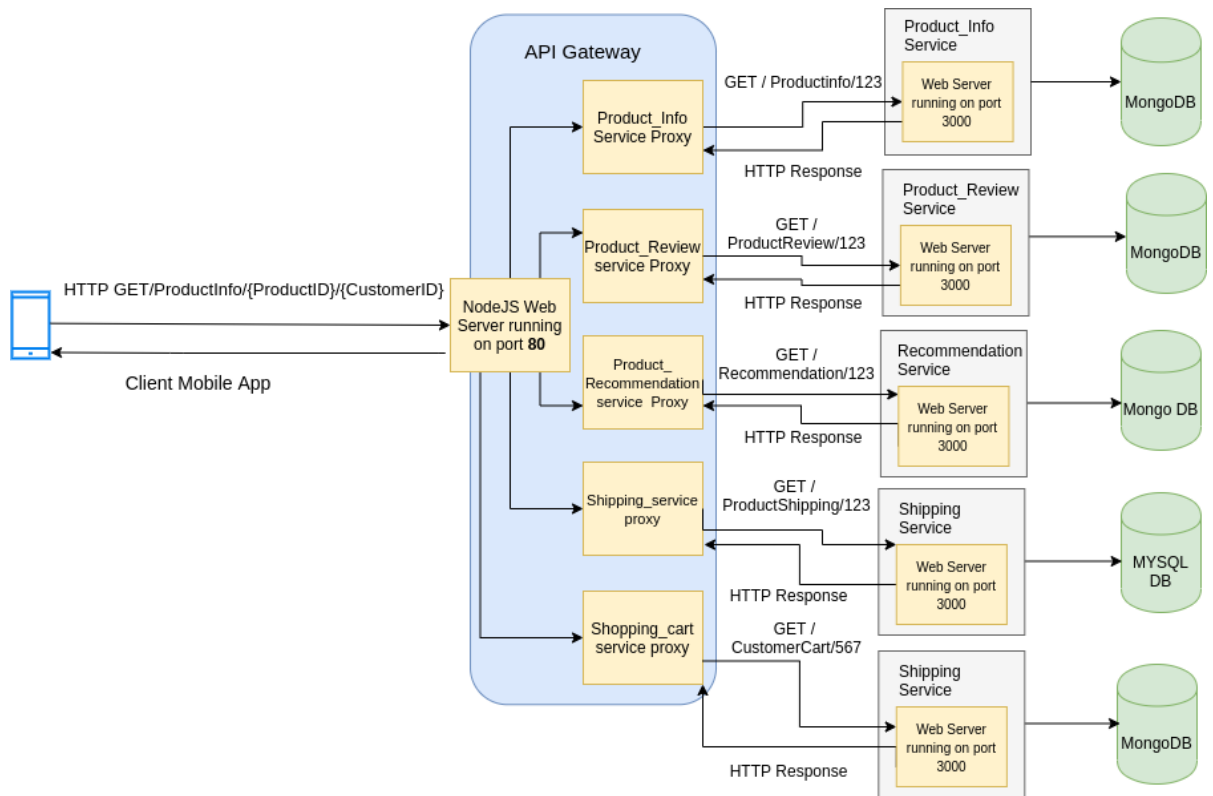 API Gateway
HTTP GET/ProductInfo/{ProductID}/{CustomerID}
Client Mobile App
NodeJS Web
Server running
on port 80
Product_Info
Service Proxy
GET / Productinfo/123
HTTP Response
Product_Info
Service
Web Server
running on port
3000
MongoDB
Product_Review
service Proxy
GET /
ProductReview/123
HTTP Response
Product_Review
Service
Web Server
running on port
3000
MongoDB
Product_
Recommendation
service Proxy
GET /
Recommendation/123
HTTP Response
Recommendation
Service
Web Server
running on port
3000
Mongo DB
Shipping_service
proxy
GET /
ProductShipping/123
HTTP Response
Shipping
Service
Web Server
running on port
3000
MYSQL
DB
Shopping_cart
service proxy
GET /
CustomerCart/567
HTTP Response
Shipping
Service
Web Server
running on port
3000
MongoDB